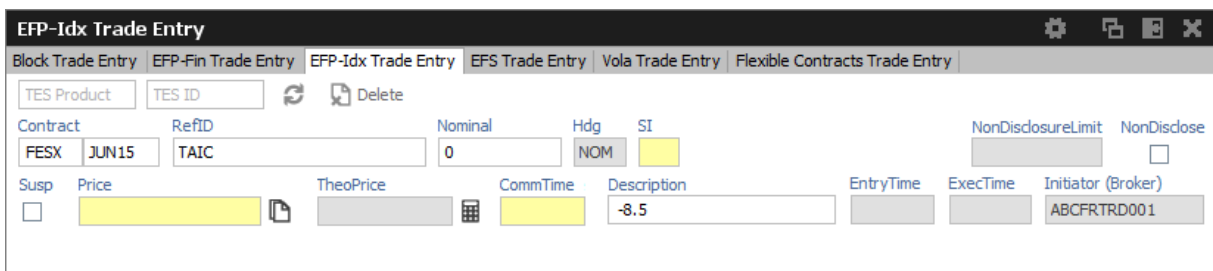 EFP-Idx Trade Entry
Block Trade Entry EFP-Fin Trade Entry EFP-Idx Trade Entry EFS Trade Entry Vola Trade Entry Flexible Contracts Trade Entry
TES Product TES ID Delete
Contract RefID Nominal Hdg SI NonDisclosureLimit NonDisclose
FESX JUN15 TAIC 0 NOM
Susp Price TheoPrice CommTime Description EntryTime ExecTime Initiator (Broker)
-8.5 ABCFRTRD001